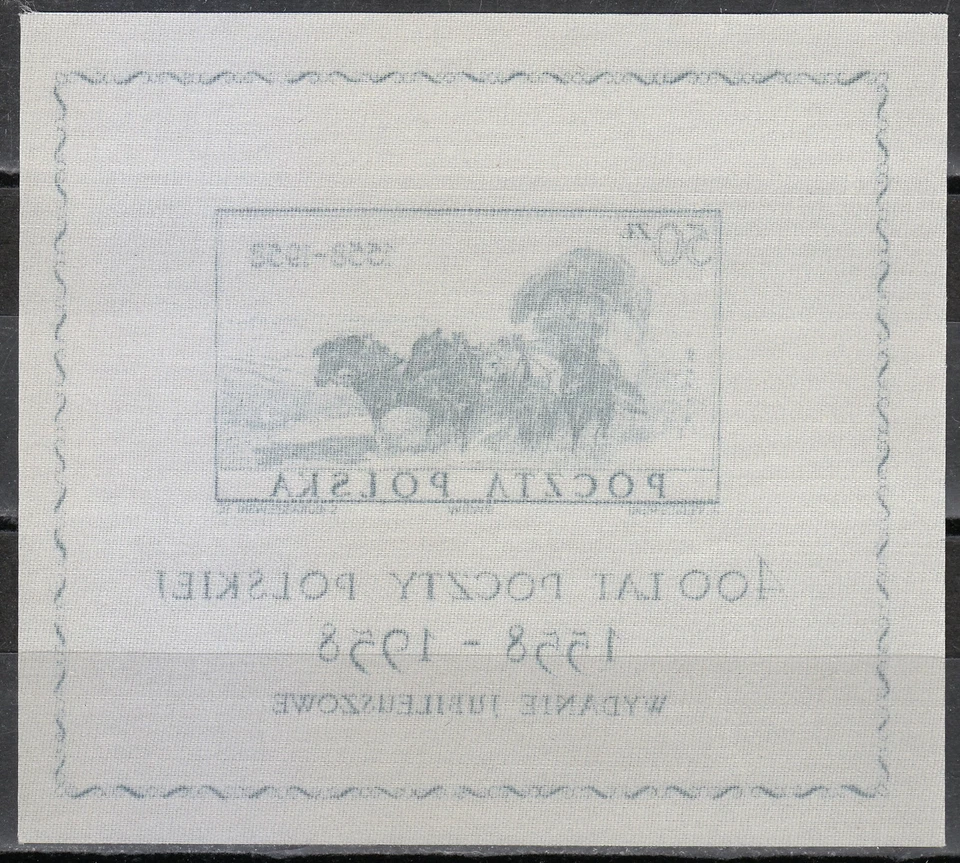 50 ZŁ
1558-1958
POCZTA POLSKA
400 LAT POCZTY POLSKIEJ
1558 - 1958
WYDANIE JUBILEUSZOWE